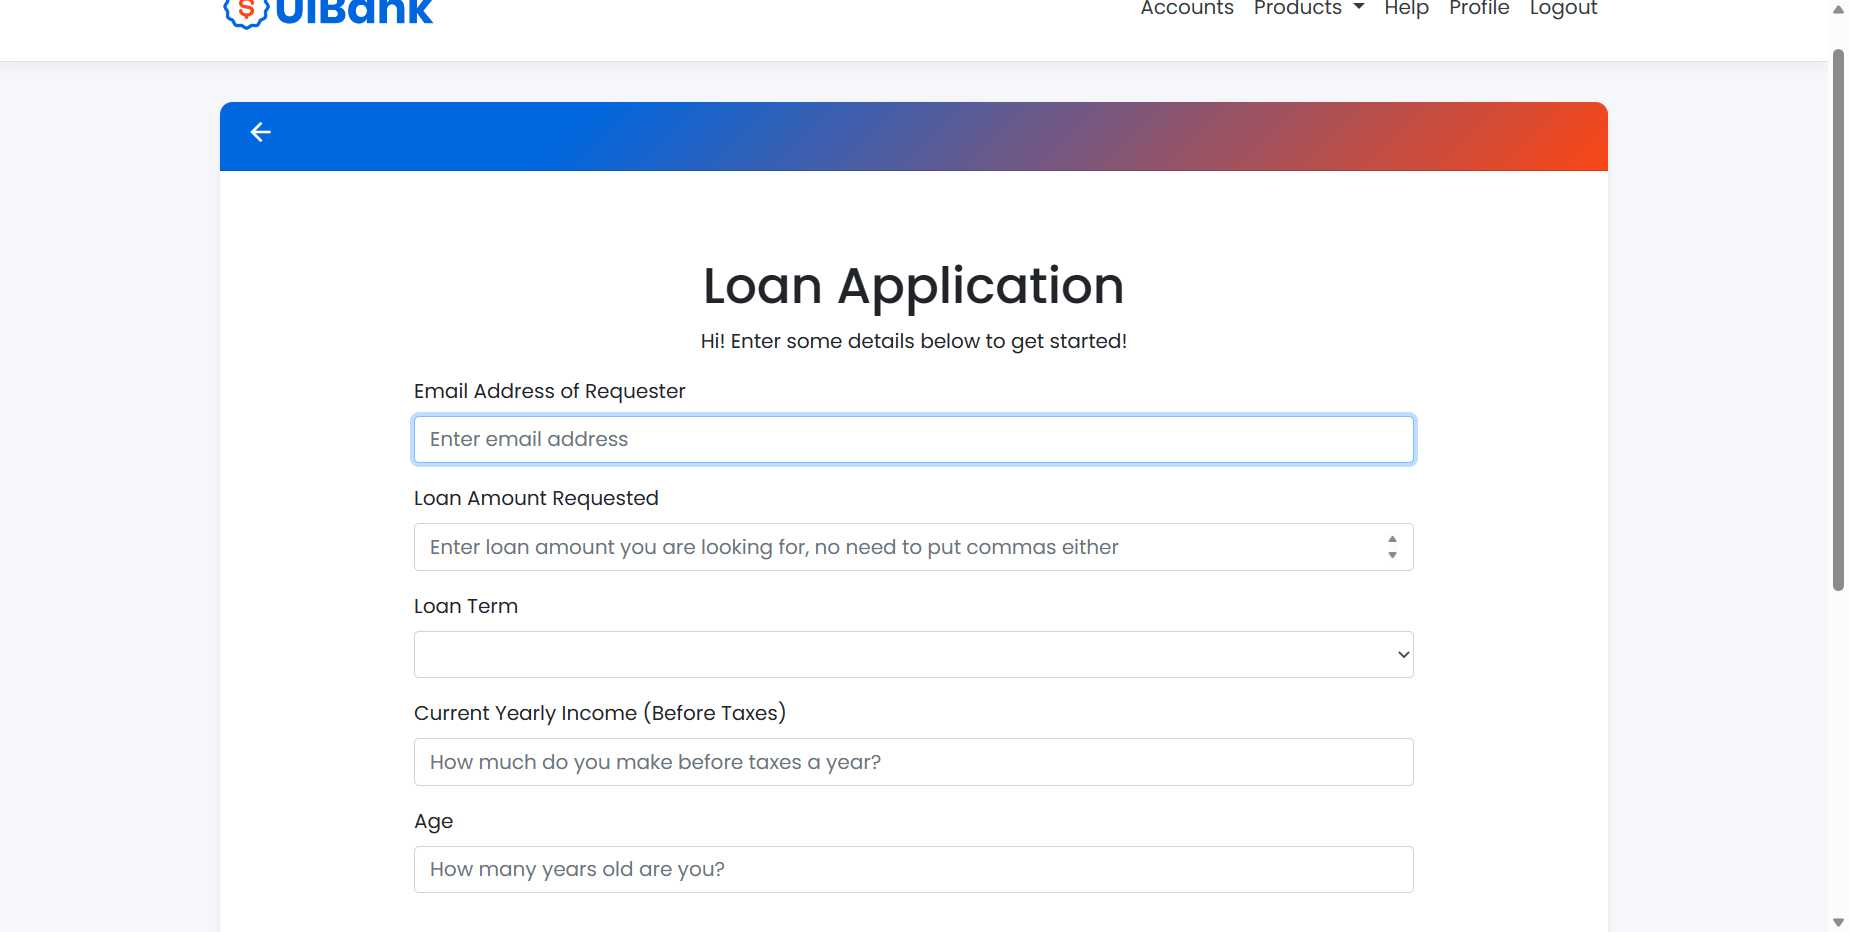 UiBank
Accounts Products Help Profile Logout
Loan Application
Hi! Enter some details below to get started!
Email Address of Requester
Enter email address
Loan Amount Requested
Enter loan amount you are looking for, no need to put commas either
Loan Term
Current Yearly Income (Before Taxes)
How much do you make before taxes a year?
Age
How many years old are you?